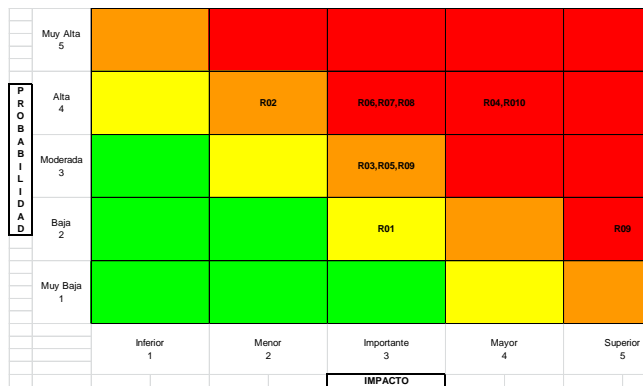 Muy Alta
5
PROBABILIDAD
Alta
4
R02
R06,R07,R08
R04,R010
Moderada
3
R03,R05,R09
Baja
2
R01
R09
Muy Baja
1
Inferior
1
Menor
2
Importante
3
Mayor
4
Superior
5
IMPACTO